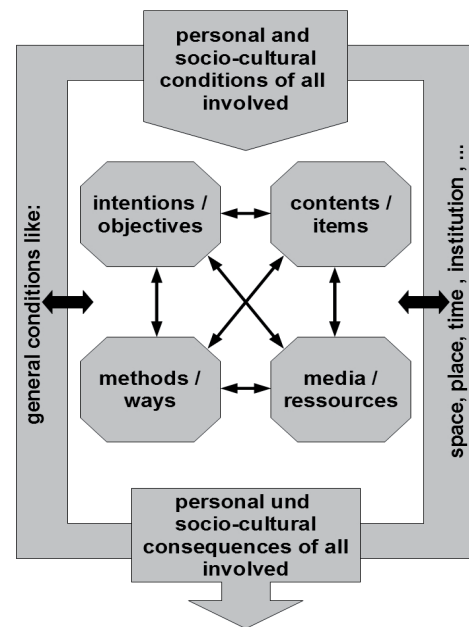 personal and
socio-cultural
conditions of all
involved
general conditions like:
space, place, time , institution , ...
intentions /
objectives
contents /
items
methods /
ways
media /
ressources
personal und
socio-cultural
consequences of all
involved